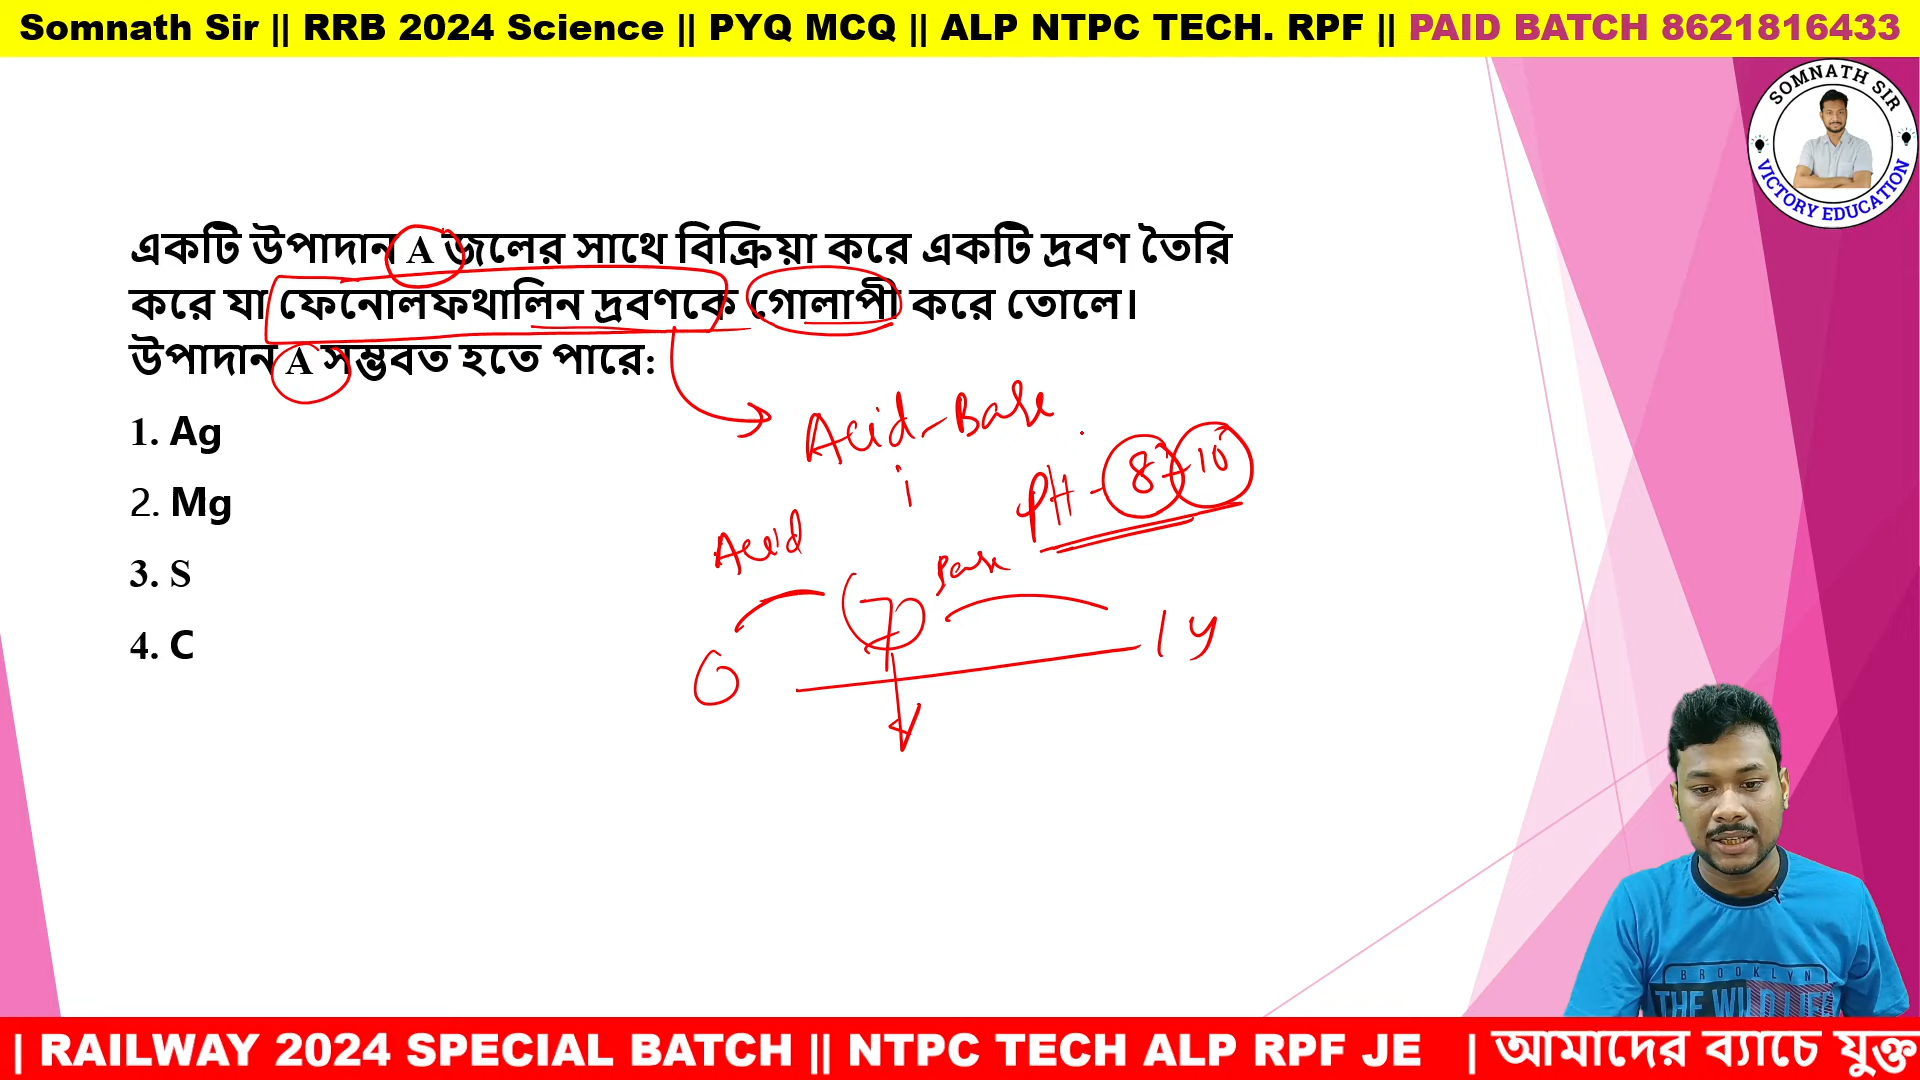 Somnath Sir || RRB 2024 Science || PYQ MCQ || ALP NTPC TECH. RPF || PAID BATCH 8621816433
SOMNATH SIR
VICTORY EDUCATION
একটি উপাদান A জলের সাথে বিক্রিয়া করে একটি দ্রবণ তৈরি
করে যা ফেনোলফথালিন দ্রবণকে গোলাপী করে তোলে।
উপাদান A সম্ভবত হতে পারে:
1. Ag
2. Mg
3. S
4. C
Acid-Base
PH - 8 - 10
Acid
Base
0 7 14
BROOKLYN
| RAILWAY 2024 SPECIAL BATCH || NTPC TECH ALP RPF JE | আমাদের ব্যাচে যুক্ত